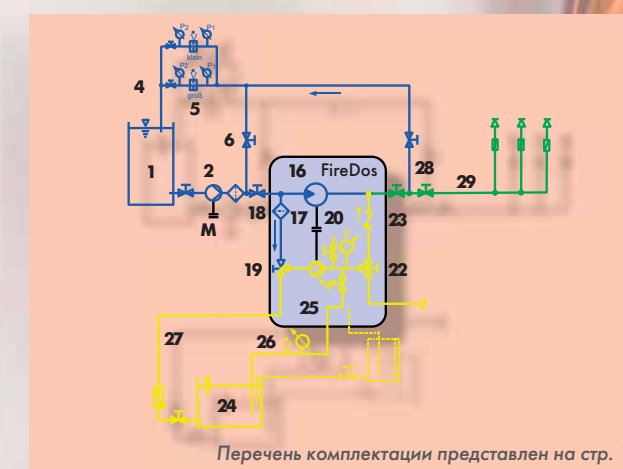 P2 P1
klein
P2 P1
4
5
groß
6
1
2
M
16 FireDos
28
29
18
17
20
23
19
22
25
27
26
24
Перечень комплектации представлен на стр.